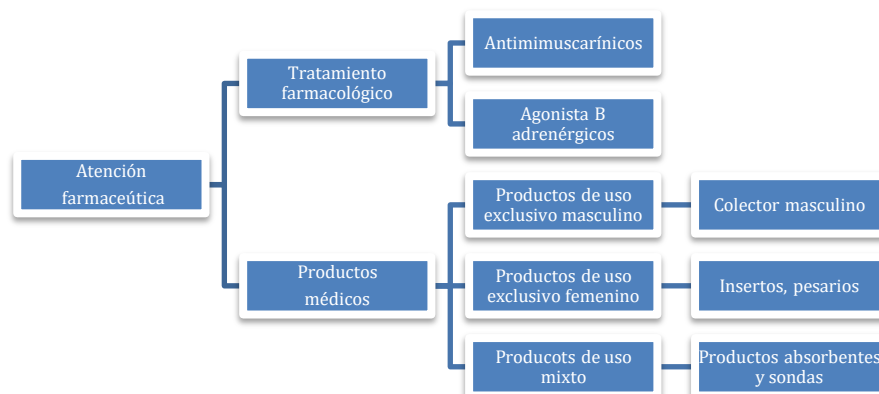 Antimimuscarínicos
Tratamiento
farmacológico
Agonista B
adrenérgicos
Atención
farmaceútica
Productos de uso
exclusivo masculino
Colector masculino
Productos
médicos
Productos de uso
exclusivo femenino
Insertos, pesarios
Producots de uso
mixto
Productos absorbentes
y sondas